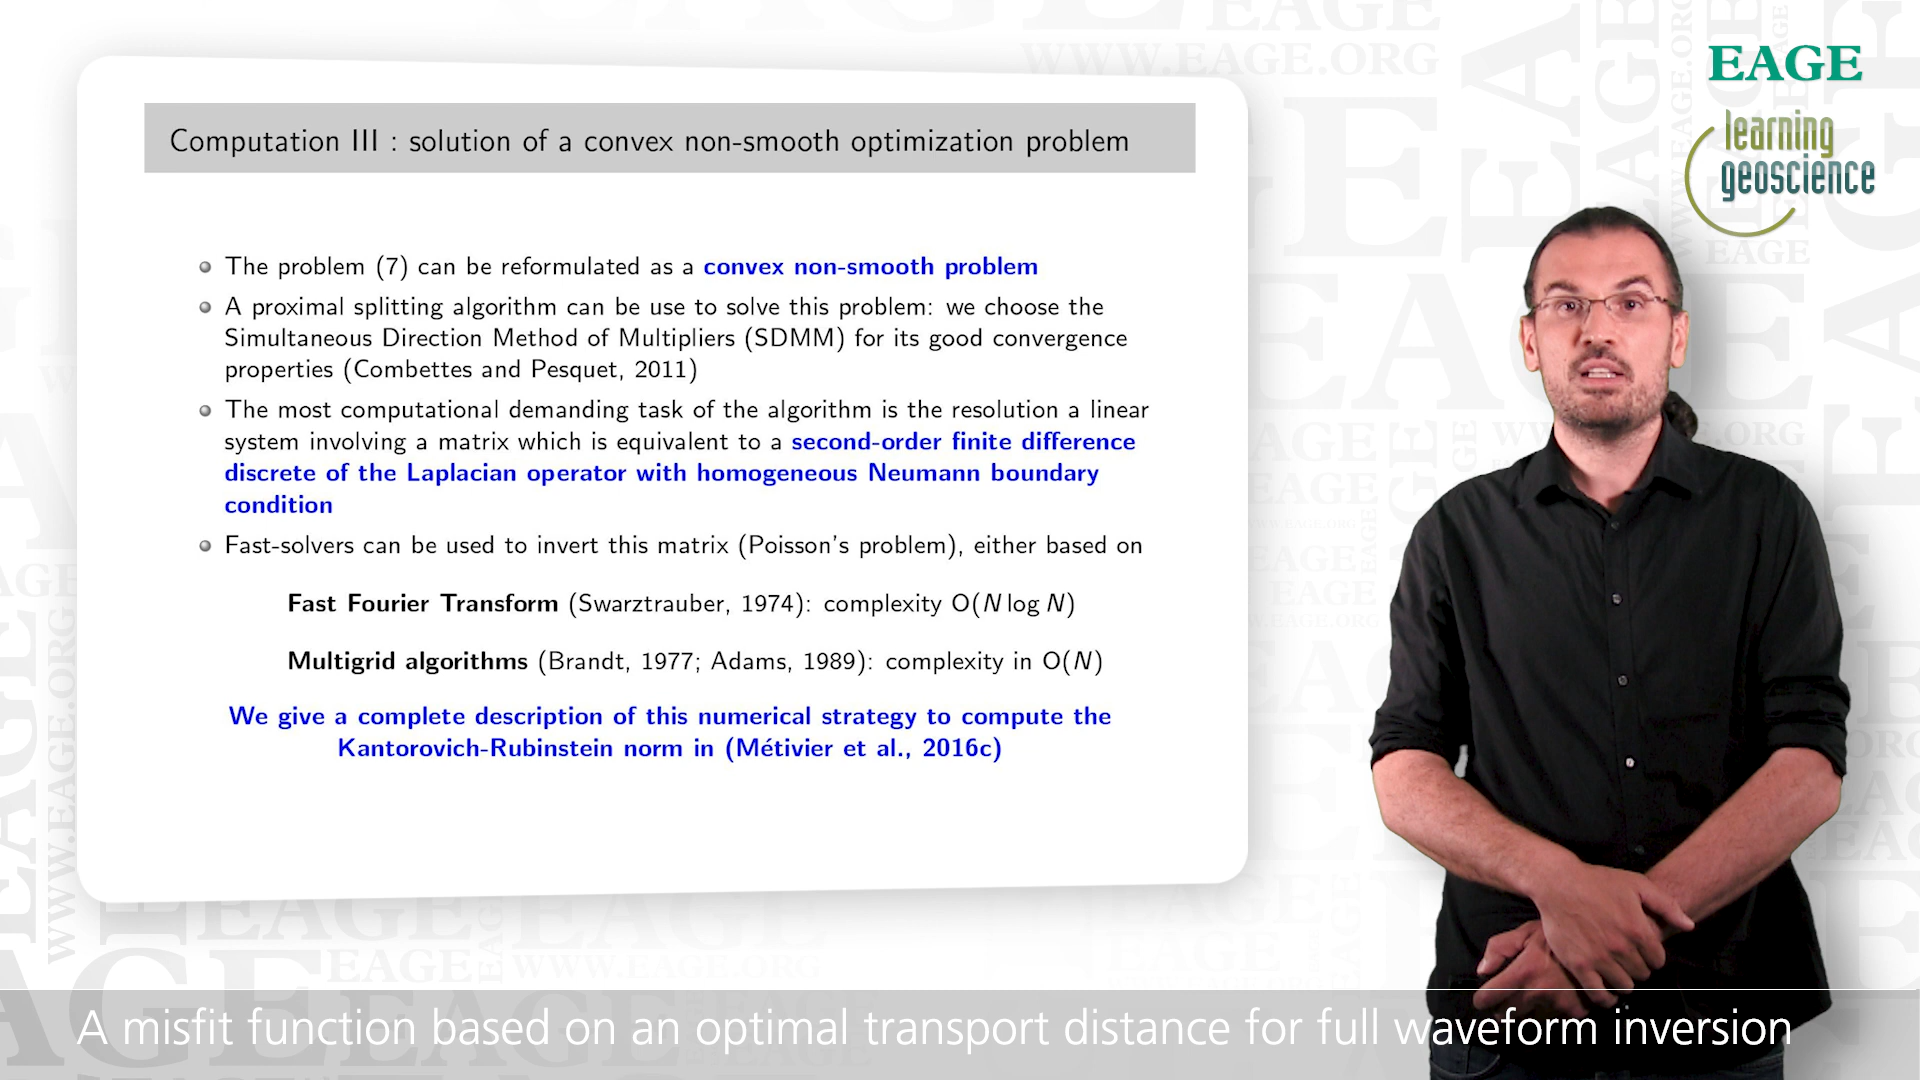 EAGE
learning
geoscience
Computation III : solution of a convex non-smooth optimization problem
The problem (7) can be reformulated as a convex non-smooth problem
A proximal splitting algorithm can be use to solve this problem: we choose the
Simultaneous Direction Method of Multipliers (SDMM) for its good convergence
properties (Combettes and Pesquet, 2011)
The most computational demanding task of the algorithm is the resolution a linear
system involving a matrix which is equivalent to a second-order finite difference
discrete of the Laplacian operator with homogeneous Neumann boundary
condition
Fast-solvers can be used to invert this matrix (Poisson's problem), either based on
Fast Fourier Transform (Swarztrauber, 1974): complexity O(N log N)
Multigrid algorithms (Brandt, 1977; Adams, 1989): complexity in O(N)
We give a complete description of this numerical strategy to compute the
Kantorovich-Rubinstein norm in (Métivier et al., 2016c)
A misfit function based on an optimal transport distance for full waveform inversion